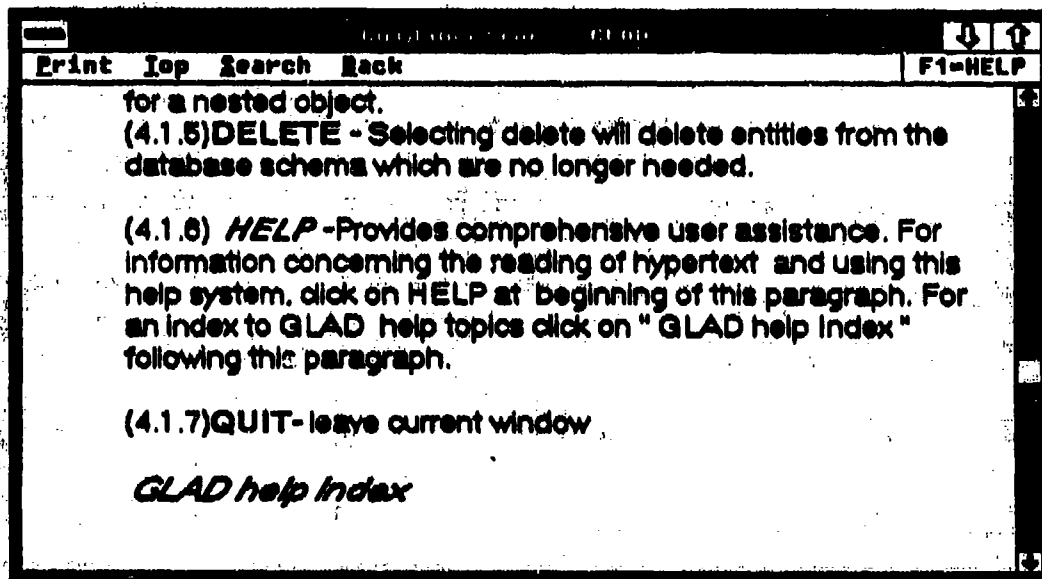 Print Top Search Back F1=HELP
for a nested object.
(4.1.5)DELETE - Selecting delete will delete entities from the
database schema which are no longer needed.
(4.1.6) HELP -Provides comprehensive user assistance. For
information concerning the reading of hypertext and using this
help system, click on HELP at beginning of this paragraph. For
an index to GLAD help topics click on " GLAD help Index "
following this paragraph.
(4.1.7)QUIT- leave current window
GLAD help Index